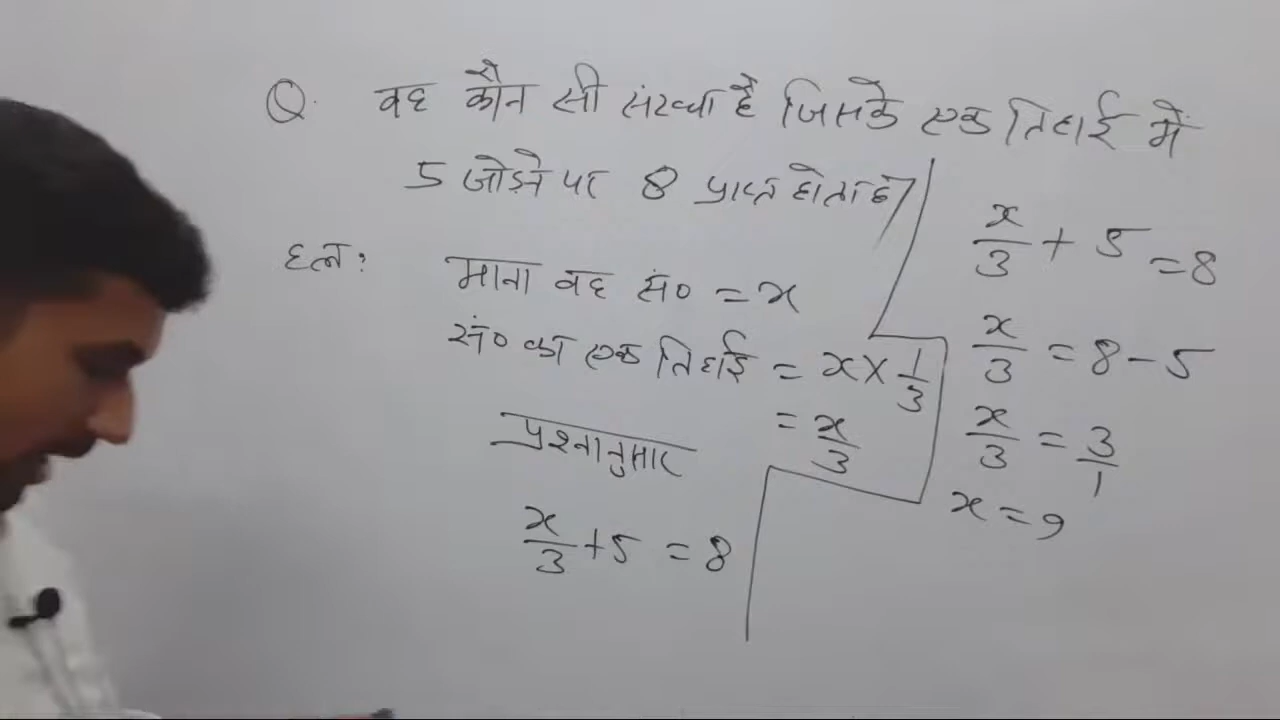 Q. वह कौन सी संख्या है जिसके एक तिहाई में
5 जोड़ने पर 8 प्राप्त होता है
हल:
माना वह सं० = x
सं० का एक तिहाई = x × 1/3
= x/3
प्रश्नानुसार
x/3 + 5 = 8
x/3 + 5 = 8
x/3 = 8 - 5
x/3 = 3/1
x = 9